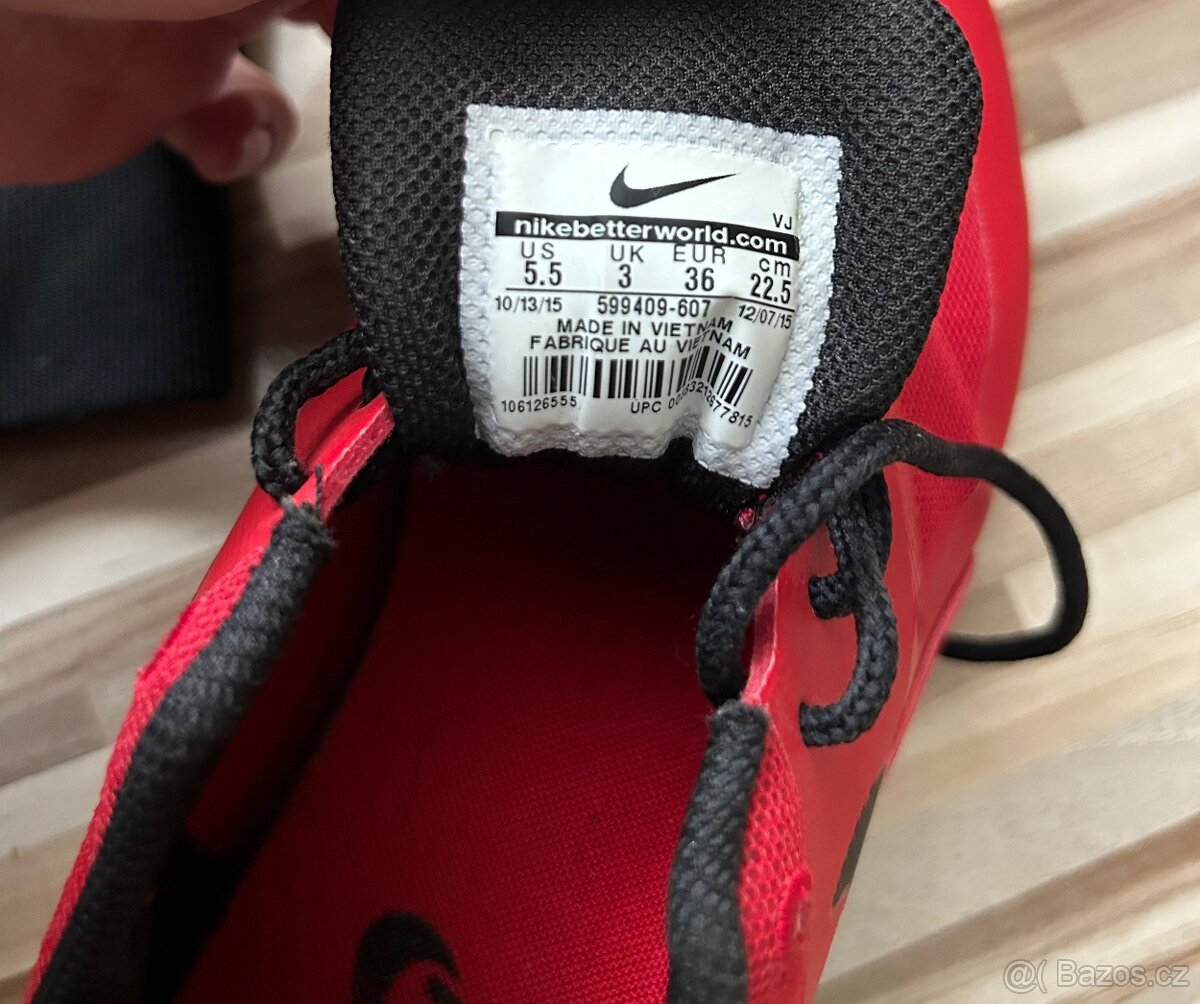 VJ
nikebetterworld.com
US UK EUR cm
5.5 3 36 22.5
10/13/15 599409-607 12/07/15
MADE IN VIETNAM
FABRIQUE AU VIETNAM
106126555 UPC
@( Bazos.cz